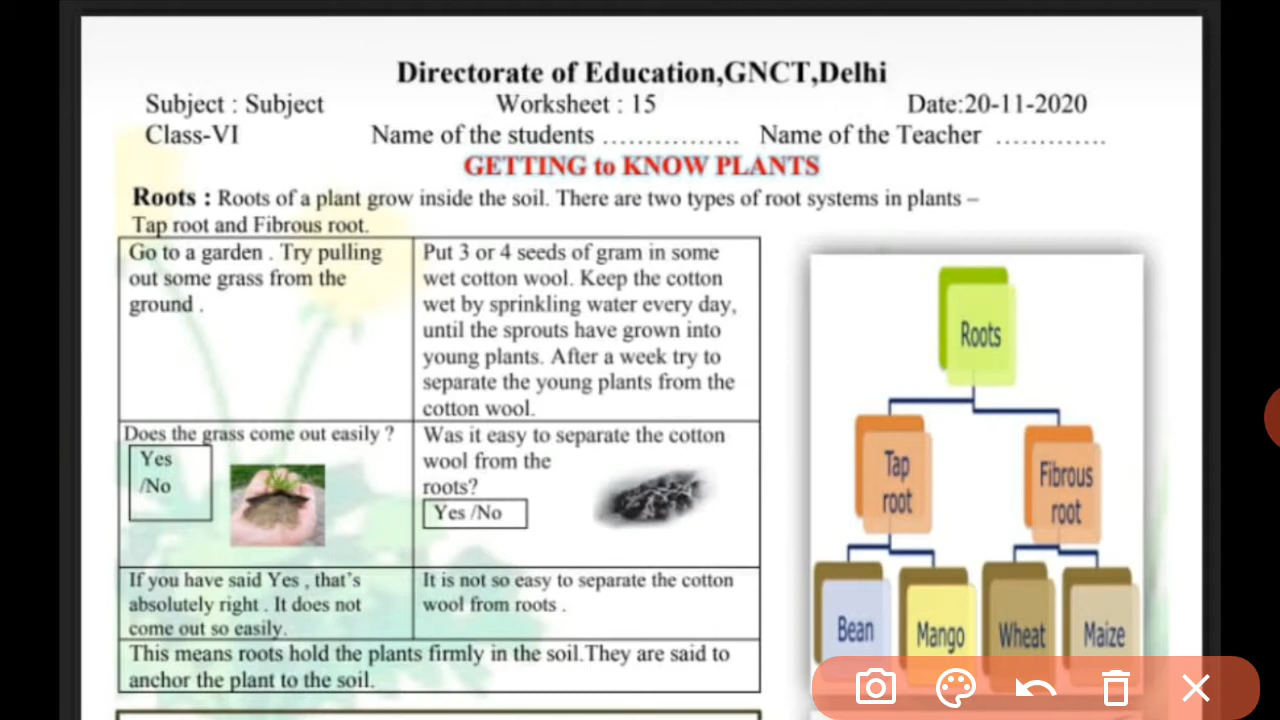 Directorate of Education,GNCT,Delhi
Subject : Subject Worksheet : 15 Date:20-11-2020
Class-VI Name of the students ................ Name of the Teacher .............
GETTING to KNOW PLANTS
Roots : Roots of a plant grow inside the soil. There are two types of root systems in plants –
Tap root and Fibrous root.
Go to a garden . Try pulling
out some grass from the
ground .
Put 3 or 4 seeds of gram in some
wet cotton wool. Keep the cotton
wet by sprinkling water every day,
until the sprouts have grown into
young plants. After a week try to
separate the young plants from the
cotton wool.
Does the grass come out easily ?
Yes
/No
Was it easy to separate the cotton
wool from the
roots?
Yes /No
If you have said Yes , that's
absolutely right . It does not
come out so easily.
It is not so easy to separate the cotton
wool from roots .
This means roots hold the plants firmly in the soil.They are said to
anchor the plant to the soil.
Roots
Tap
root
Fibrous
root
Bean
Mango
Wheat
Maize